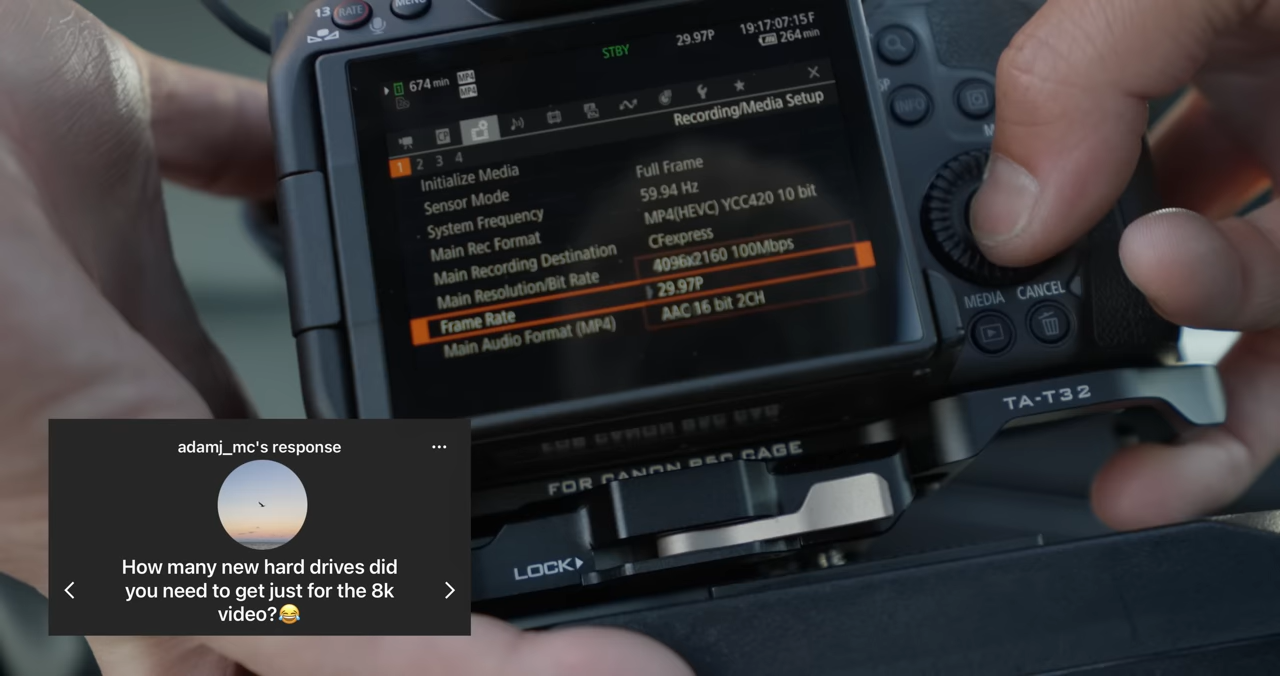 13 RATE MENU
STBY 29.97P 19:17:07:15F
1 674 min MP4 264 min
MP4
Recording/Media Setup
1 2 3 4
Initialize Media
Sensor Mode Full Frame
System Frequency 59.94 Hz
Main Rec Format MP4(HEVC) YCC420 10 bit
Main Recording Destination CFexpress
Main Resolution/Bit Rate 4096x2160 100Mbps
Frame Rate 29.97P
Main Audio Format (MP4) AAC 16 bit 2CH
INFO
MEDIA CANCEL
TA-T32
FOR CANON R5C CAGE
LOCK
adamj_mc's response
How many new hard drives did
you need to get just for the 8k
video?😂